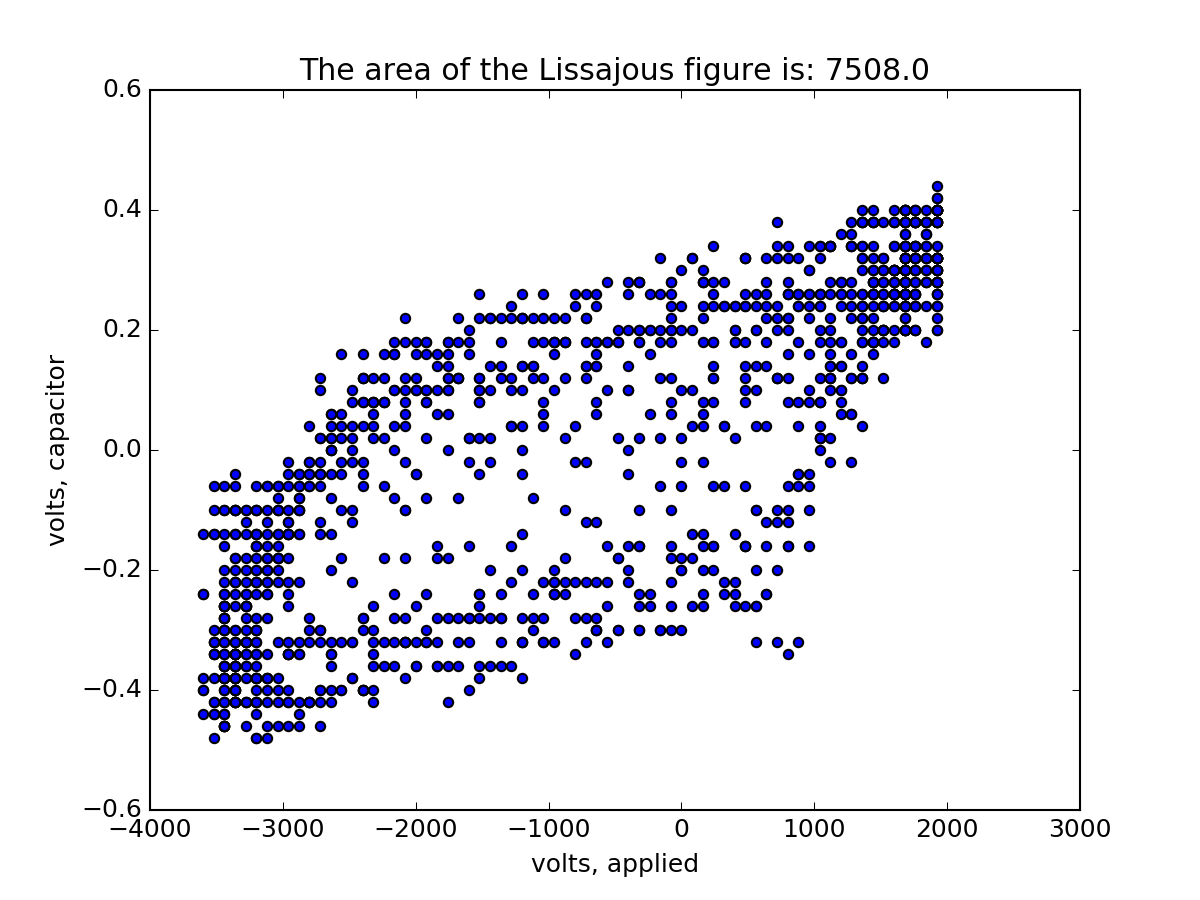 The area of the Lissajous figure is: 7508.0
0.6
0.4
0.2
0.0
−0.2
−0.4
−0.6
volts, capacitor
−4000 −3000 −2000 −1000 0 1000 2000 3000
volts, applied